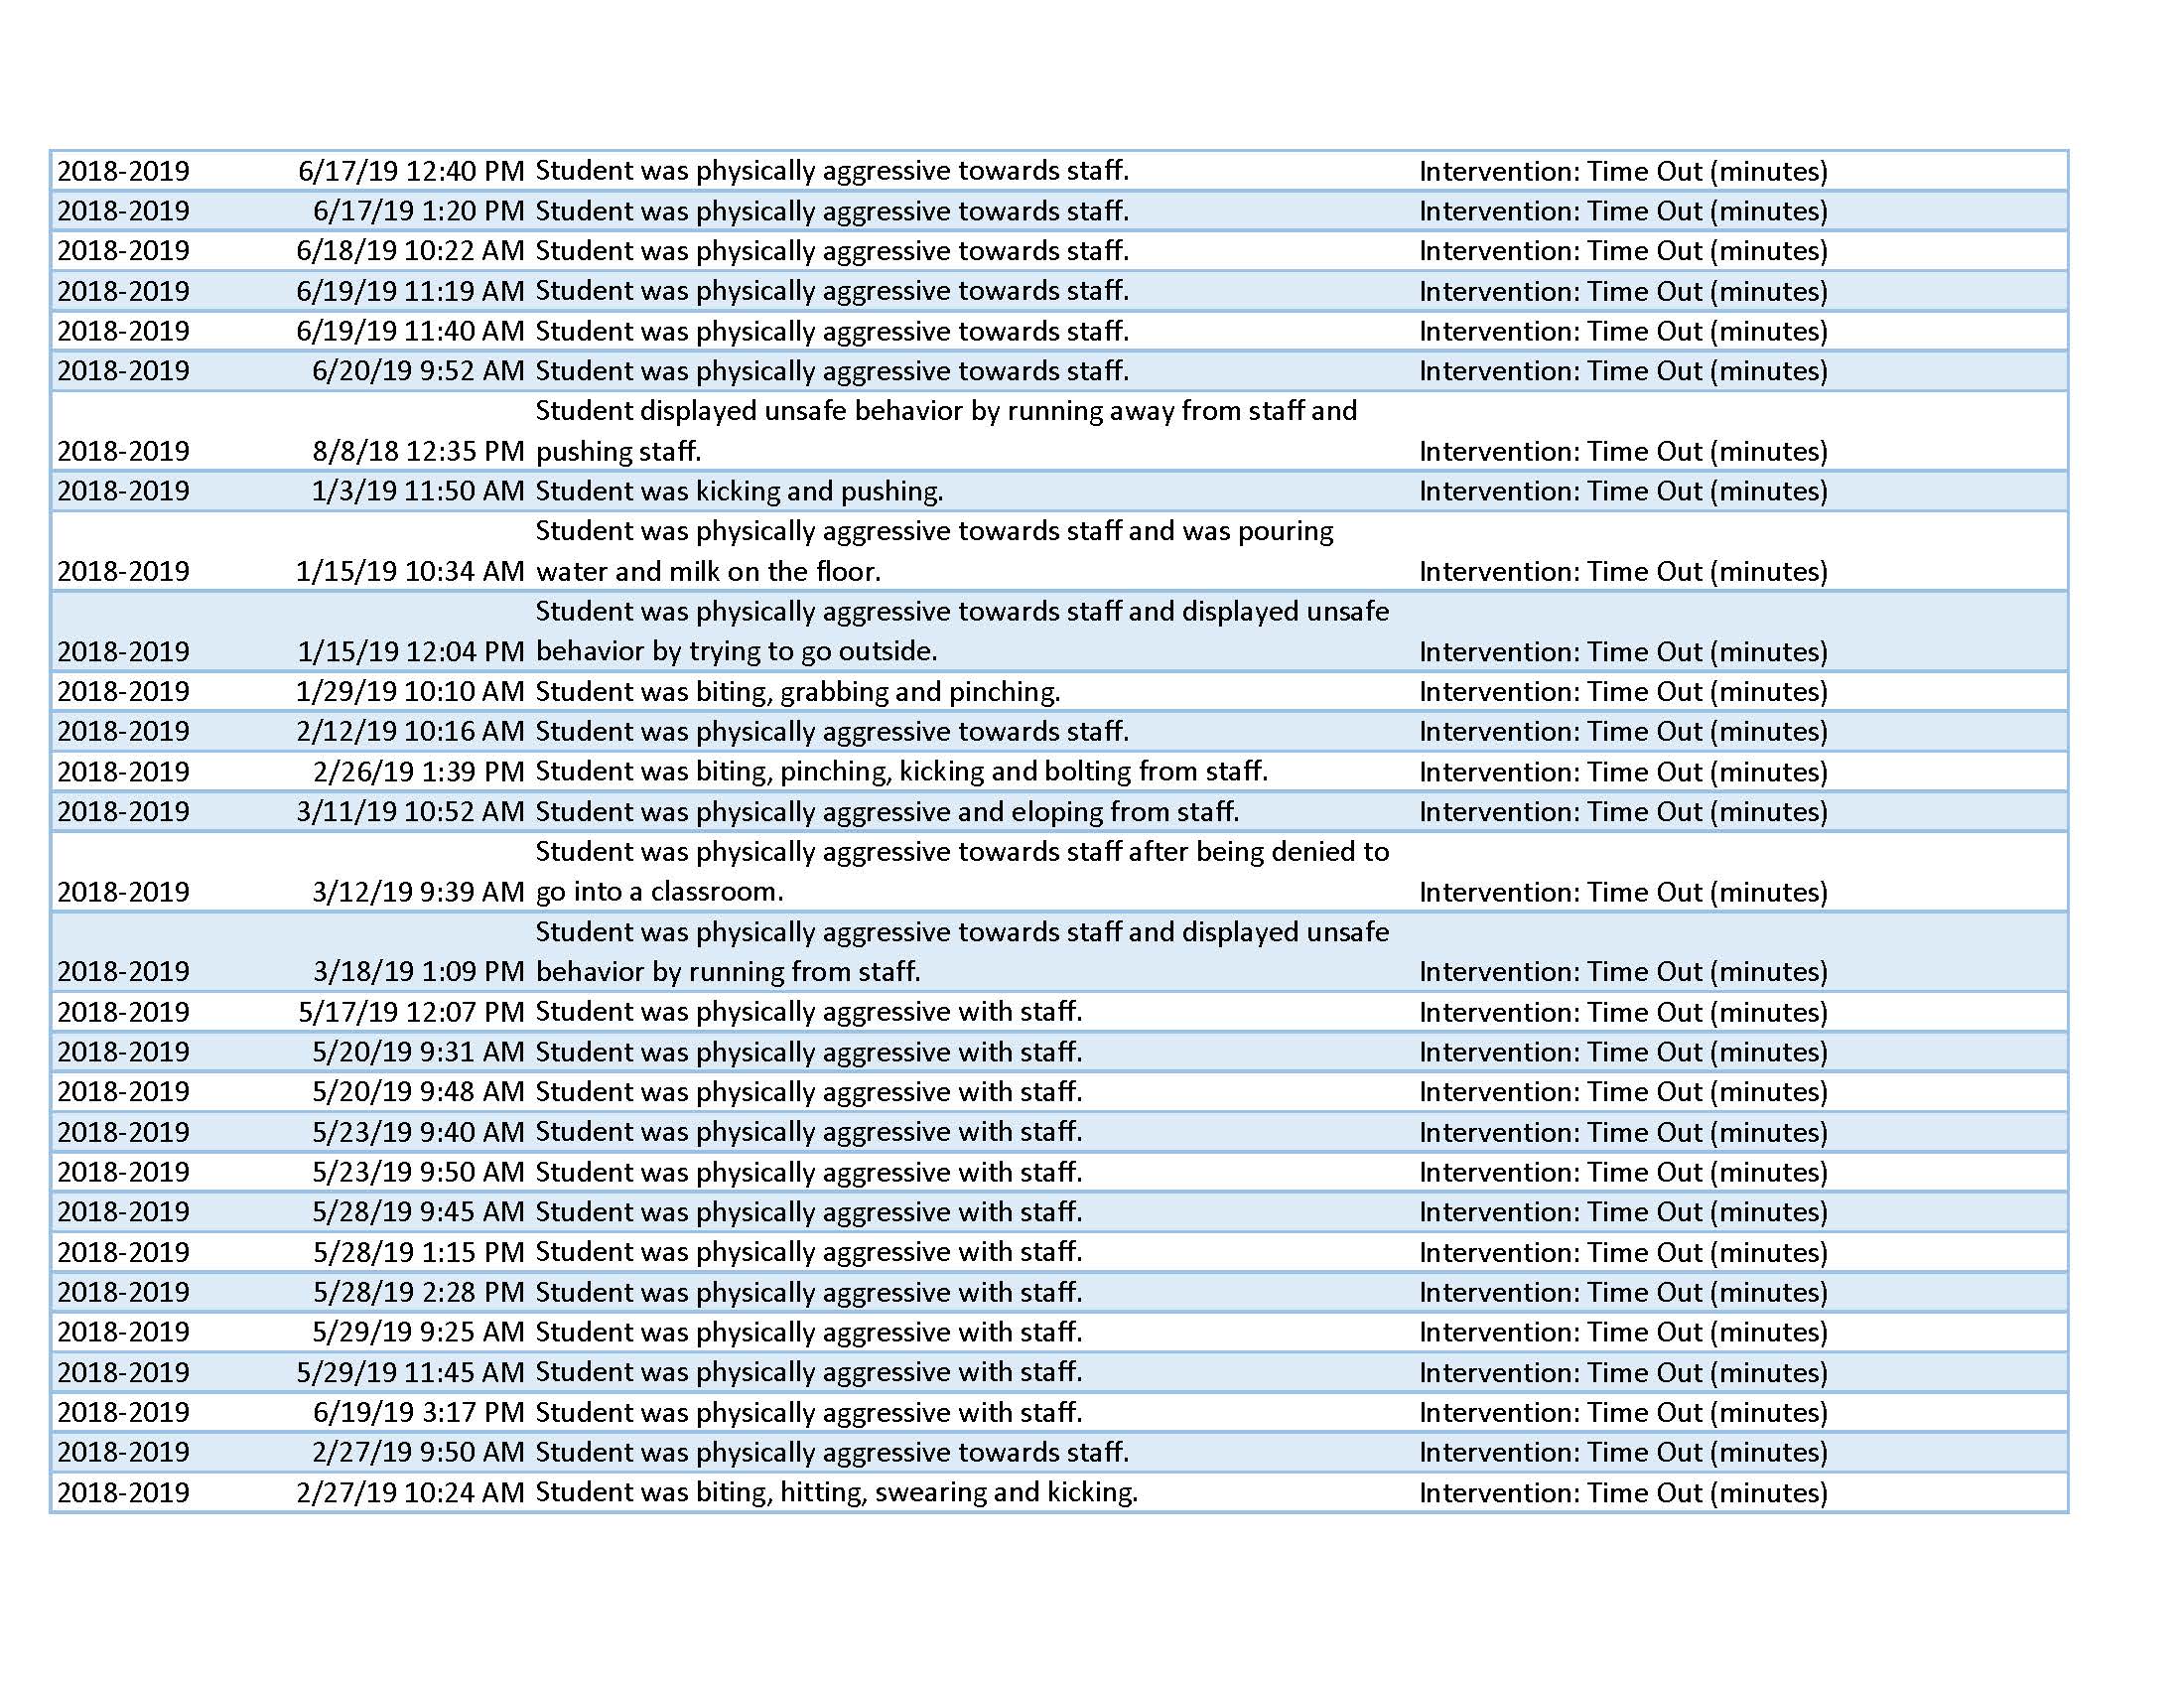 2018-2019 6/17/19 12:40 PM Student was physically aggressive towards staff. Intervention: Time Out (minutes)
2018-2019 6/17/19 1:20 PM Student was physically aggressive towards staff. Intervention: Time Out (minutes)
2018-2019 6/18/19 10:22 AM Student was physically aggressive towards staff. Intervention: Time Out (minutes)
2018-2019 6/19/19 11:19 AM Student was physically aggressive towards staff. Intervention: Time Out (minutes)
2018-2019 6/19/19 11:40 AM Student was physically aggressive towards staff. Intervention: Time Out (minutes)
2018-2019 6/20/19 9:52 AM Student was physically aggressive towards staff. Intervention: Time Out (minutes)
Student displayed unsafe behavior by running away from staff and
2018-2019 8/8/18 12:35 PM pushing staff. Intervention: Time Out (minutes)
2018-2019 1/3/19 11:50 AM Student was kicking and pushing. Intervention: Time Out (minutes)
Student was physically aggressive towards staff and was pouring
2018-2019 1/15/19 10:34 AM water and milk on the floor. Intervention: Time Out (minutes)
Student was physically aggressive towards staff and displayed unsafe
2018-2019 1/15/19 12:04 PM behavior by trying to go outside. Intervention: Time Out (minutes)
2018-2019 1/29/19 10:10 AM Student was biting, grabbing and pinching. Intervention: Time Out (minutes)
2018-2019 2/12/19 10:16 AM Student was physically aggressive towards staff. Intervention: Time Out (minutes)
2018-2019 2/26/19 1:39 PM Student was biting, pinching, kicking and bolting from staff. Intervention: Time Out (minutes)
2018-2019 3/11/19 10:52 AM Student was physically aggressive and eloping from staff. Intervention: Time Out (minutes)
Student was physically aggressive towards staff after being denied to
2018-2019 3/12/19 9:39 AM go into a classroom. Intervention: Time Out (minutes)
Student was physically aggressive towards staff and displayed unsafe
2018-2019 3/18/19 1:09 PM behavior by running from staff. Intervention: Time Out (minutes)
2018-2019 5/17/19 12:07 PM Student was physically aggressive with staff. Intervention: Time Out (minutes)
2018-2019 5/20/19 9:31 AM Student was physically aggressive with staff. Intervention: Time Out (minutes)
2018-2019 5/20/19 9:48 AM Student was physically aggressive with staff. Intervention: Time Out (minutes)
2018-2019 5/23/19 9:40 AM Student was physically aggressive with staff. Intervention: Time Out (minutes)
2018-2019 5/23/19 9:50 AM Student was physically aggressive with staff. Intervention: Time Out (minutes)
2018-2019 5/28/19 9:45 AM Student was physically aggressive with staff. Intervention: Time Out (minutes)
2018-2019 5/28/19 1:15 PM Student was physically aggressive with staff. Intervention: Time Out (minutes)
2018-2019 5/28/19 2:28 PM Student was physically aggressive with staff. Intervention: Time Out (minutes)
2018-2019 5/29/19 9:25 AM Student was physically aggressive with staff. Intervention: Time Out (minutes)
2018-2019 5/29/19 11:45 AM Student was physically aggressive with staff. Intervention: Time Out (minutes)
2018-2019 6/19/19 3:17 PM Student was physically aggressive with staff. Intervention: Time Out (minutes)
2018-2019 2/27/19 9:50 AM Student was physically aggressive towards staff. Intervention: Time Out (minutes)
2018-2019 2/27/19 10:24 AM Student was biting, hitting, swearing and kicking. Intervention: Time Out (minutes)